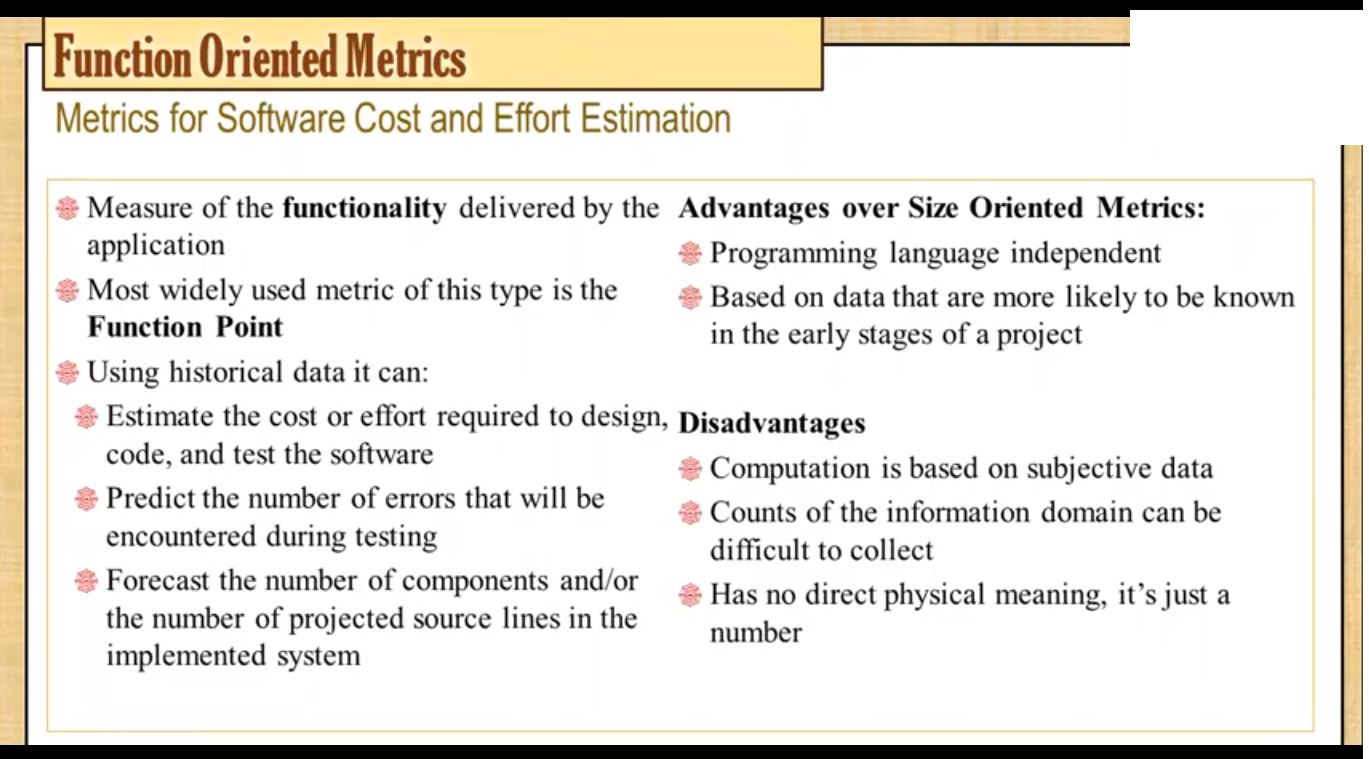 Function Oriented Metrics
Metrics for Software Cost and Effort Estimation
Measure of the functionality delivered by the
application
Most widely used metric of this type is the
Function Point
Using historical data it can:
Estimate the cost or effort required to design,
code, and test the software
Predict the number of errors that will be
encountered during testing
Forecast the number of components and/or
the number of projected source lines in the
implemented system
Advantages over Size Oriented Metrics:
Programming language independent
Based on data that are more likely to be known
in the early stages of a project
Disadvantages
Computation is based on subjective data
Counts of the information domain can be
difficult to collect
Has no direct physical meaning, it’s just a
number